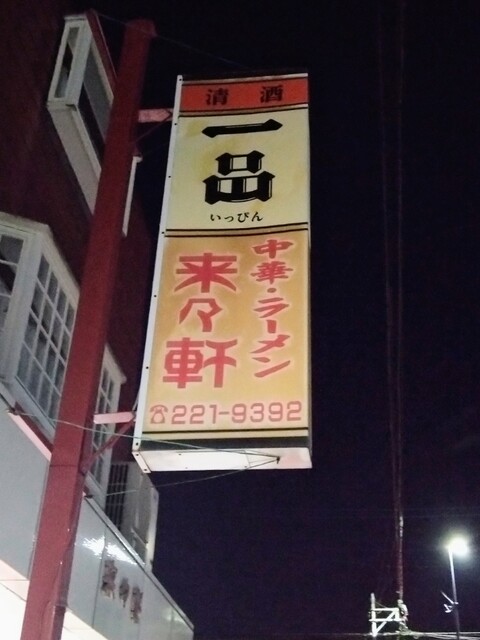 清酒
一品
いっぴん
中華・ラーメン
来々軒
☎221-9392